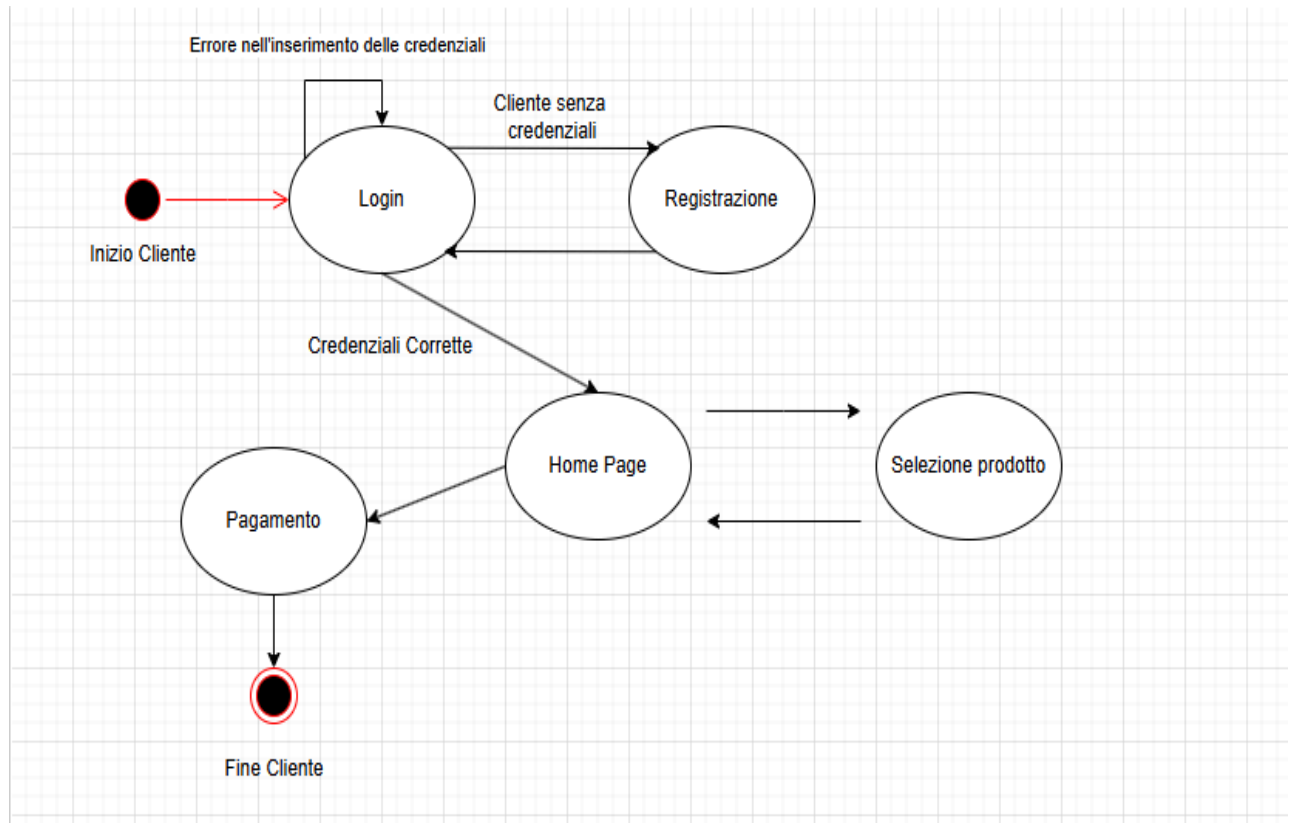 Errore nell'inserimento delle credenziali
Cliente senza
credenziali
Login
Registrazione
Inizio Cliente
Credenziali Corrette
Home Page
Selezione prodotto
Pagamento
Fine Cliente